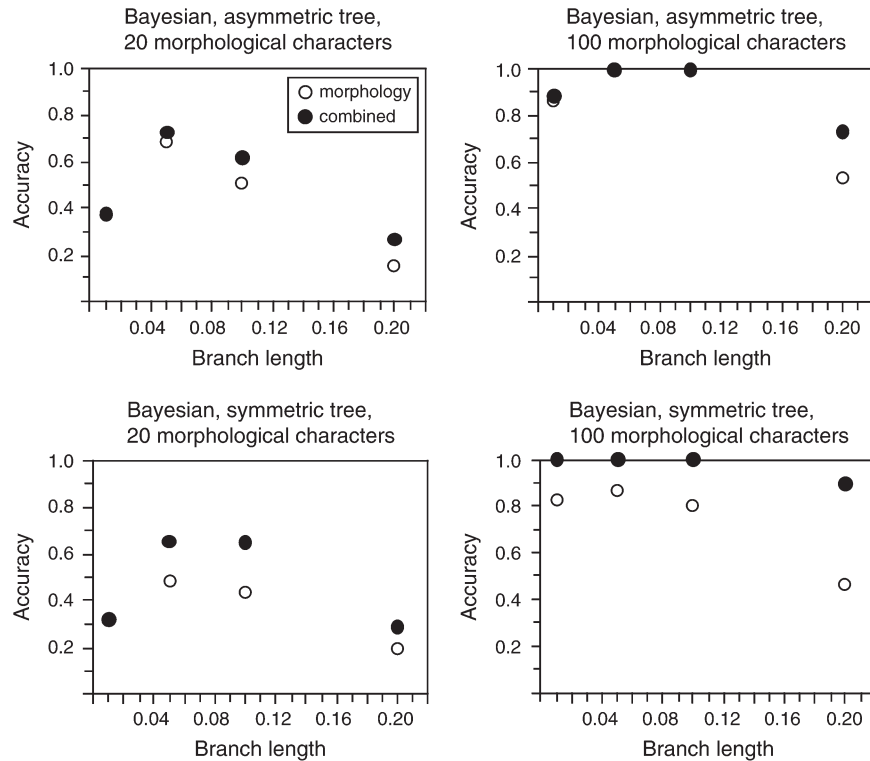 Bayesian, asymmetric tree,
20 morphological characters
1.0
0.8
0.6
0.4
0.2
Accuracy
morphology
combined
0.04 0.08 0.12 0.16 0.20
Branch length
Bayesian, asymmetric tree,
100 morphological characters
1.0
0.8
0.6
0.4
0.2
Accuracy
0.04 0.08 0.12 0.16 0.20
Branch length
Bayesian, symmetric tree,
20 morphological characters
1.0
0.8
0.6
0.4
0.2
Accuracy
0.04 0.08 0.12 0.16 0.20
Branch length
Bayesian, symmetric tree,
100 morphological characters
1.0
0.8
0.6
0.4
0.2
Accuracy
0.04 0.08 0.12 0.20
Branch length